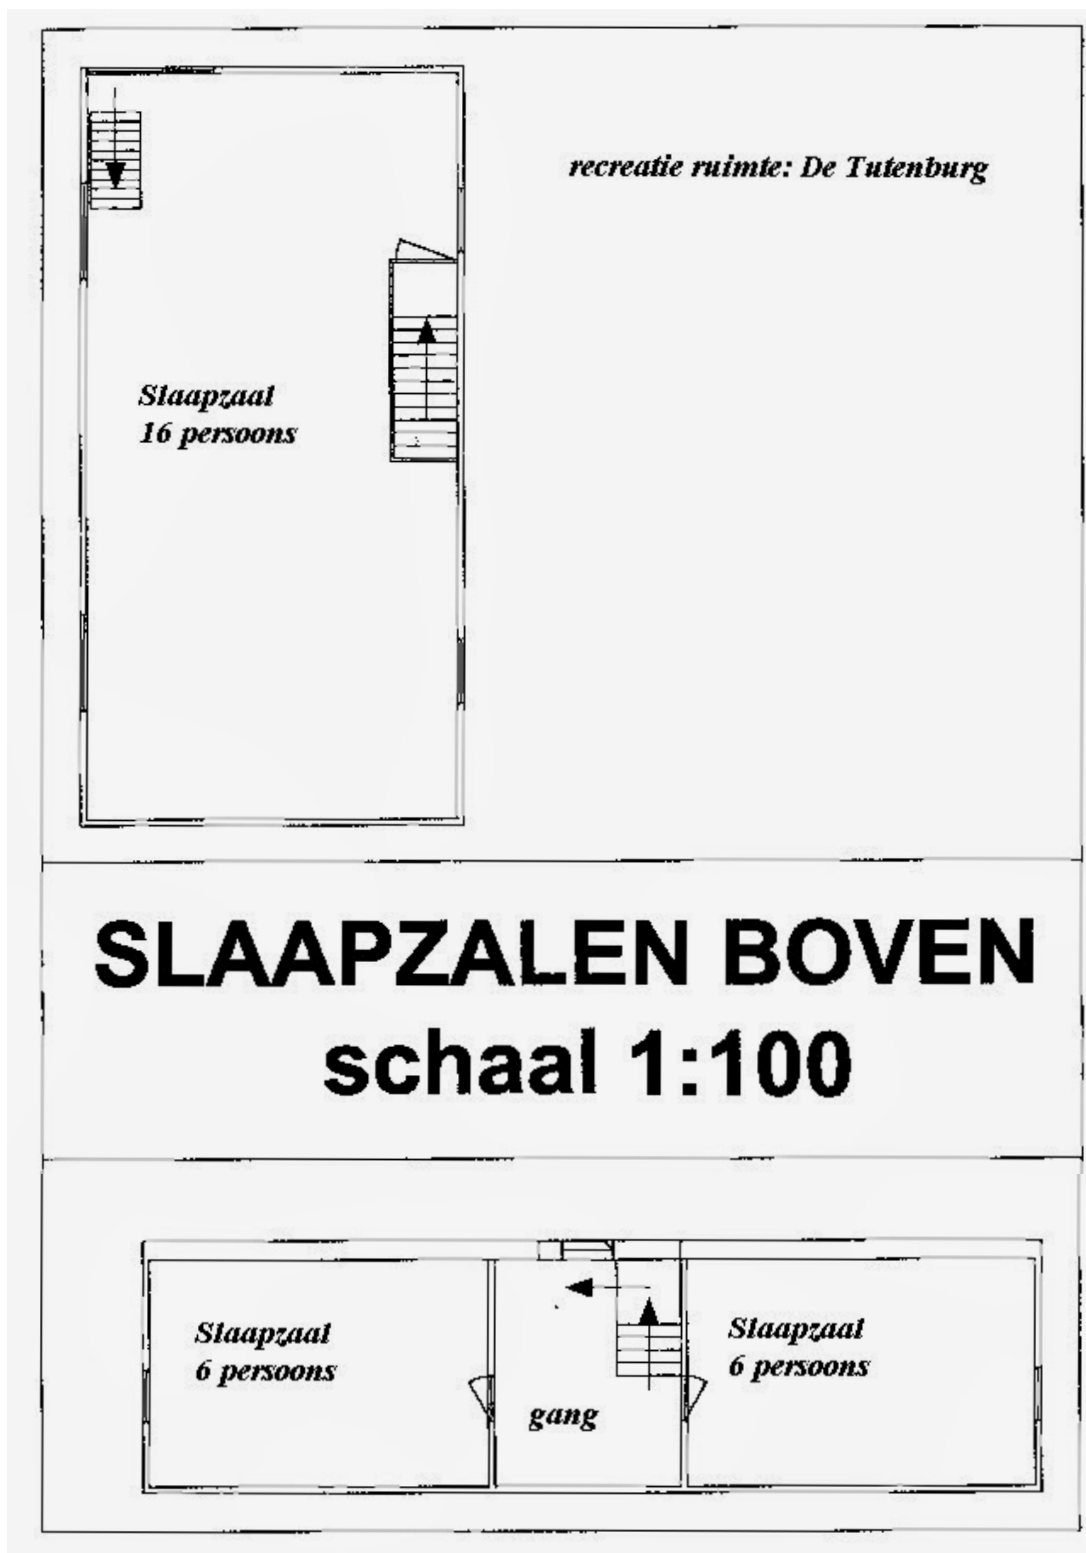 recreatie ruimte: De Tutenburg
Slaapzaal
16 persoons
SLAAPZALEN BOVEN
schaal 1:100
Slaapzaal
6 persoons
gang
Slaapzaal
6 persoons